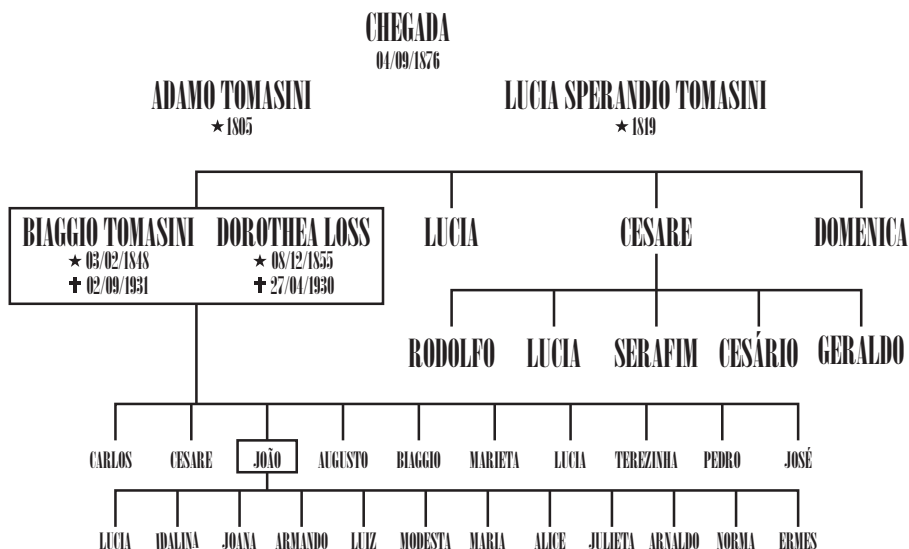 CHEGADA
04/09/1876
ADAMO TOMASINI LUCIA SPERANDIO TOMASINI
★ 1805 ★ 1819
BIAGGIO TOMASINI DOROTHEA LOSS LUCIA CESARE DOMENICA
★ 03/02/1848 ★ 08/12/1855
✝ 02/09/1931 ✝ 27/04/1930
RODOLFO LUCIA SERAFIM CESÁRIO GERALDO
CARLOS CESARE JOÃO AUGUSTO BIAGGIO MARIETA LUCIA TEREZINHA PEDRO JOSÉ
LUCIA IDALINA JOANA ARMANDO LUIZ MODESTA MARIA ALICE JULIETA ARNALDO NORMA ERMES